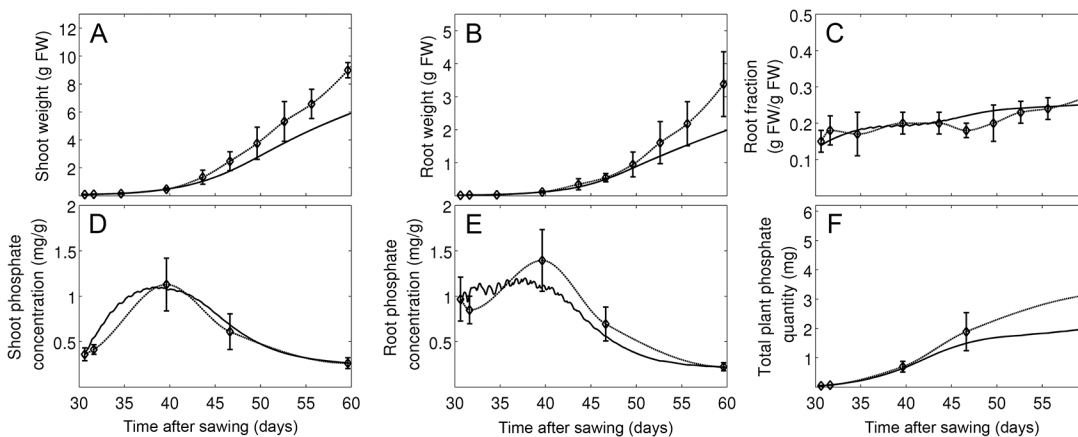 A
Shoot weight (g FW)
13
12
10
8
6
4
2
B
Root weight (g FW)
5
4
3
2
1
C
Root fraction
(g FW/g FW)
0.5
0.4
0.3
0.2
0.1
D
Shoot phosphate
concentration (mg/g)
2
1.5
1
0.5
30 35 40 45 50 55 60
Time after sawing (days)
E
Root phosphate
concentration (mg/g)
2
1.5
1
0.5
30 35 40 45 50 55 60
Time after sawing (days)
F
Total plant phosphate
quantity (mg)
6
5
4
3
2
1
30 35 40 45 50 55
Time after sawing (days)